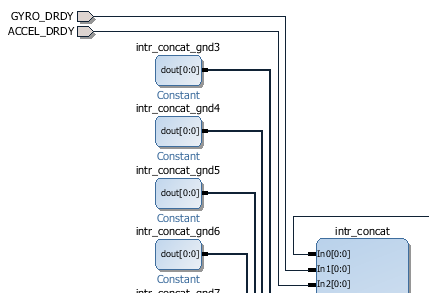 GYRO_DRDY
ACCEL_DRDY
intr_concat_gnd3
dout[0:0]
Constant
intr_concat_gnd4
dout[0:0]
Constant
intr_concat_gnd5
dout[0:0]
Constant
intr_concat_gnd6
dout[0:0]
Constant
intr_concat_gnd7
intr_concat
In0[0:0]
In1[0:0]
In2[0:0]